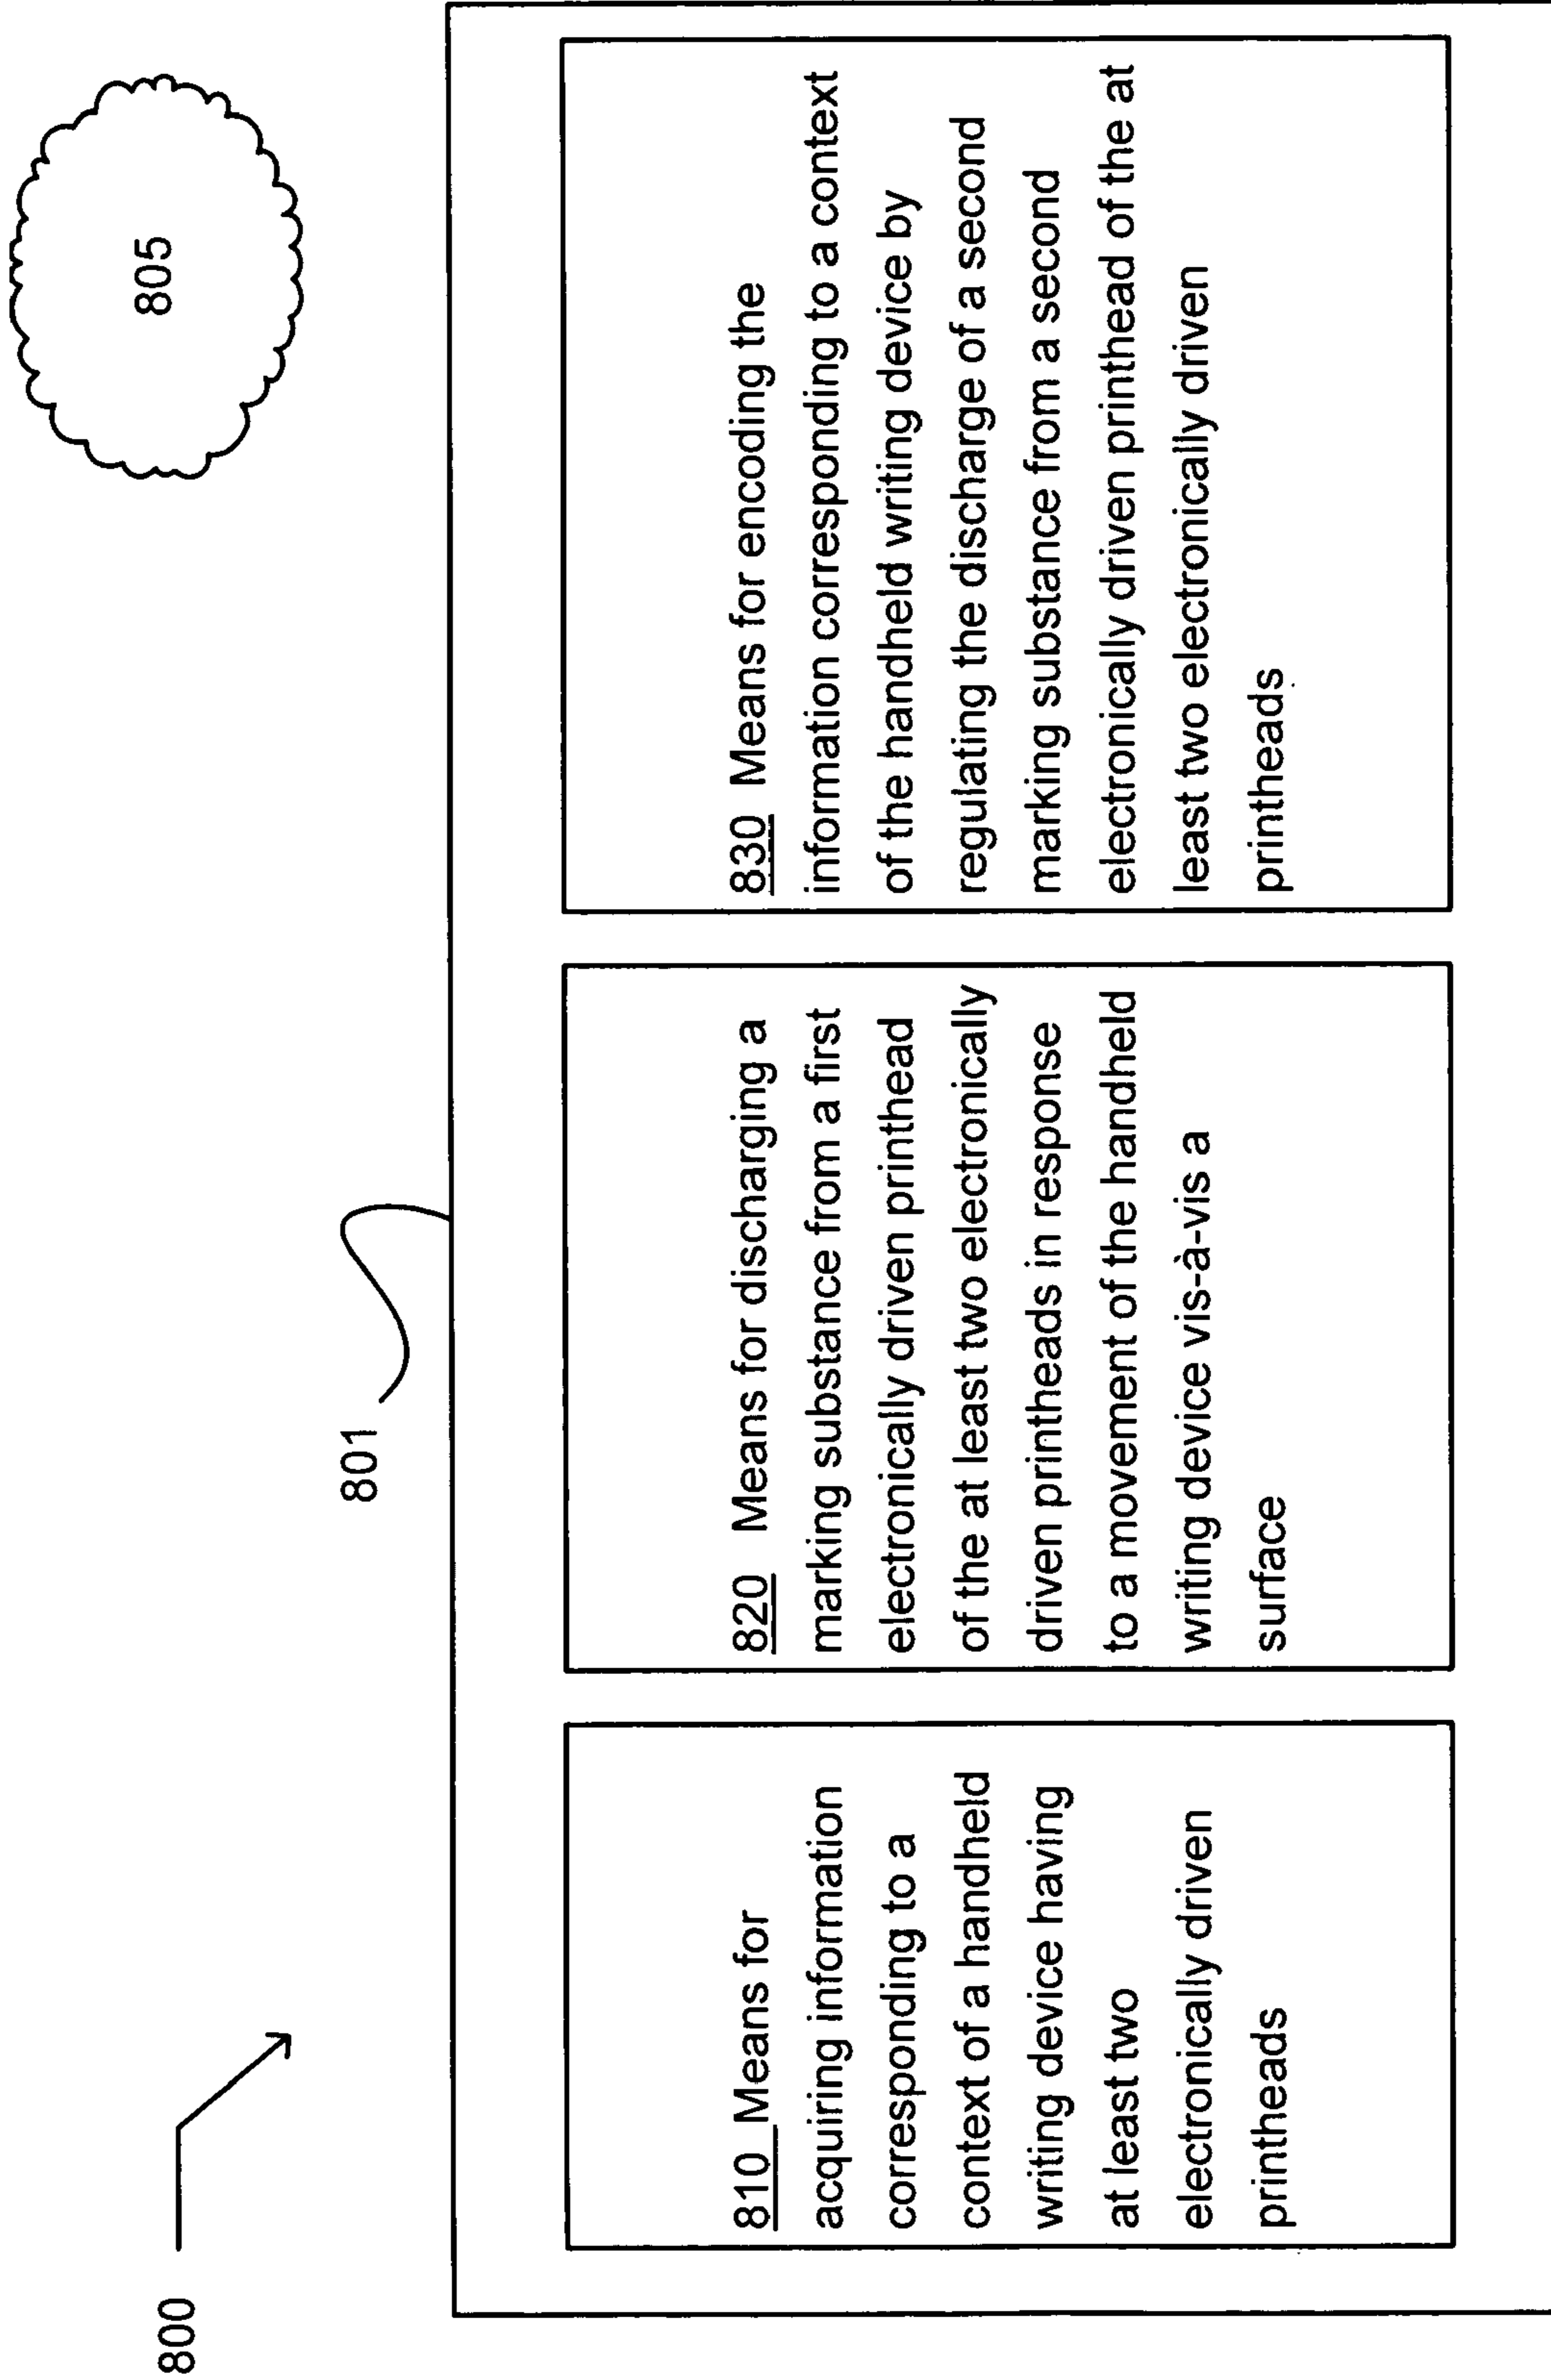 800
805
801
810 Means for
acquiring information
corresponding to a
context of a handheld
writing device having
at least two
electronically driven
printheads
820 Means for discharging a
marking substance from a first
electronically driven printhead
of the at least two electronically
driven printheads in response
to a movement of the handheld
writing device vis-à-vis a
surface
830 Means for encoding the
information corresponding to a context
of the handheld writing device by
regulating the discharge of a second
marking substance from a second
electronically driven printhead of the at
least two electronically driven
printheads